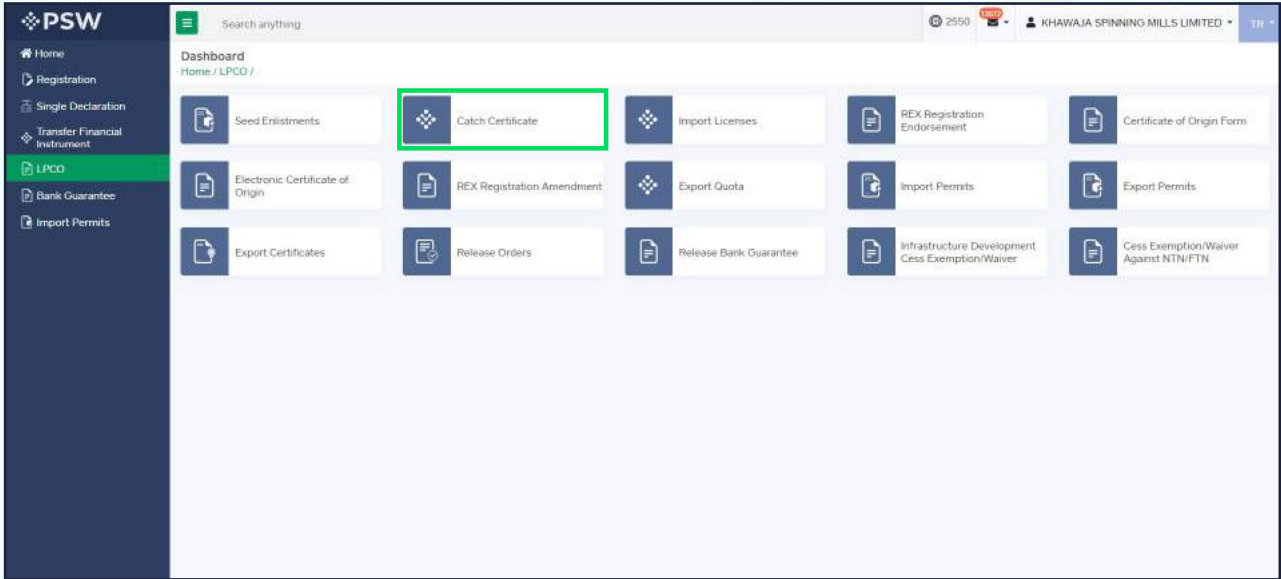 PSW
Search anything
2550
13677
KHAWAJA SPINNING MILLS LIMITED
TR
Home
Registration
Single Declaration
Transfer Financial
Instrument
LPCO
Bank Guarantee
Import Permits
Dashboard
Home / LPCO /
Seed Enlistments
Catch Certificate
Import Licenses
REX Registration
Endorsement
Certificate of Origin Form
Electronic Certificate of
Origin
REX Registration Amendment
Export Quota
Import Permits
Export Permits
Export Certificates
Release Orders
Release Bank Guarantee
Infrastructure Development
Cess Exemption/Waiver
Cess Exemption/Waiver
Against NTN/FTN